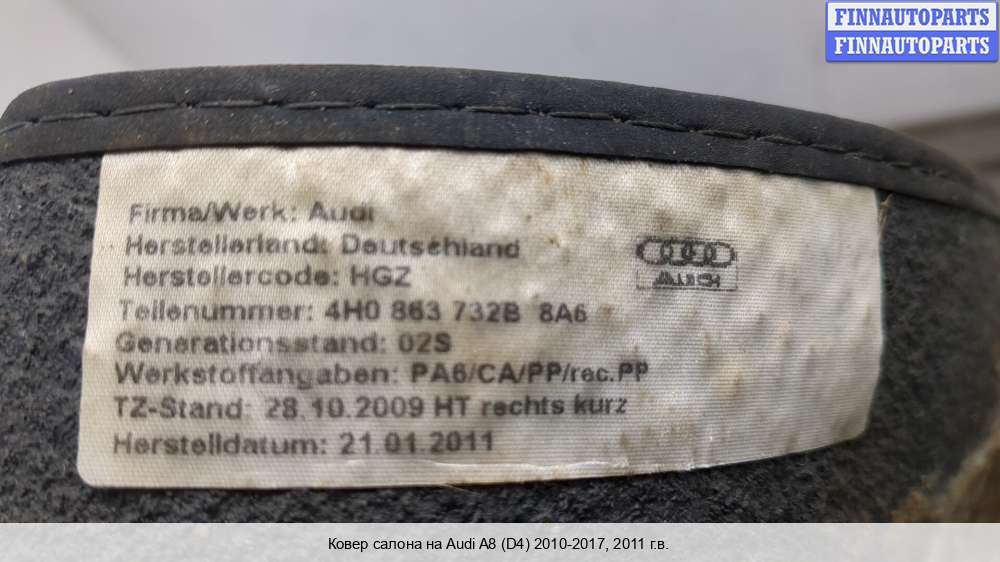 FINNAUTOPARTS
FINNAUTOPARTS
Firma/Werk: Audi
Herstellerland: Deutschland
Herstellercode: HGZ
Teilenummer: 4H0 863 732B 8A6
Generationsstand: 02S
Werkstoffangaben: PA6/CA/PP/rec.PP
TZ-Stand: 28.10.2009 HT rechts kurz
Herstelldatum: 21.01.2011
Audi
Ковер салона на Audi A8 (D4) 2010-2017, 2011 г.в.